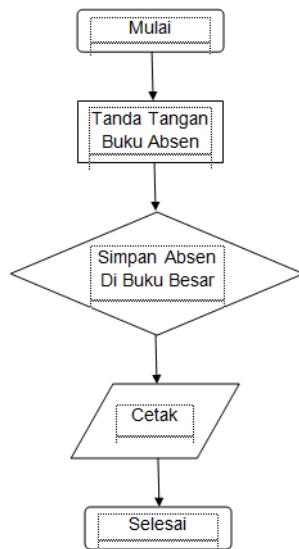 Mulai
Tanda Tangan
Buku Absen
Simpan Absen
Di Buku Besar
Cetak
Selesai